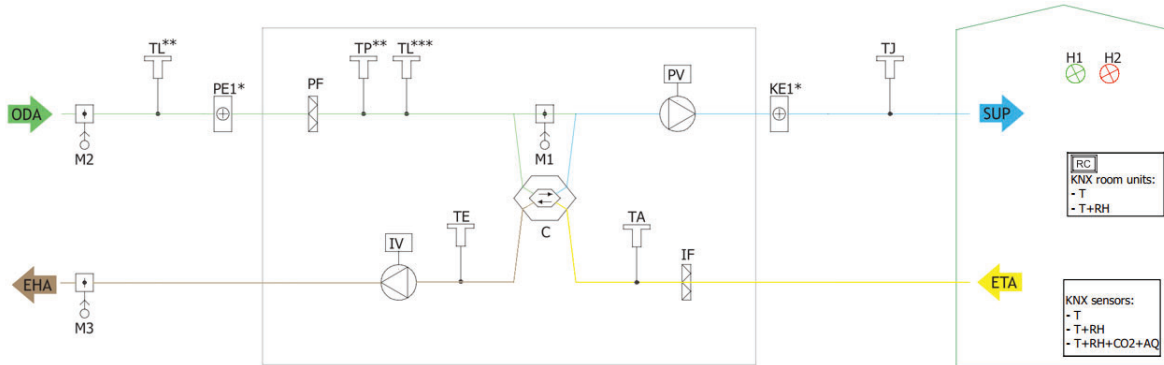 TL**
TP** TL***
TJ
H1 H2
PE1*
PF
PV
KE1*
ODA
SUP
M2
M1
RC
KNX room units:
- T
- T+RH
C
TE
TA
IV
IF
EHA
ETA
M3
KNX sensors:
- T
- T+RH
- T+RH+CO2+AQ